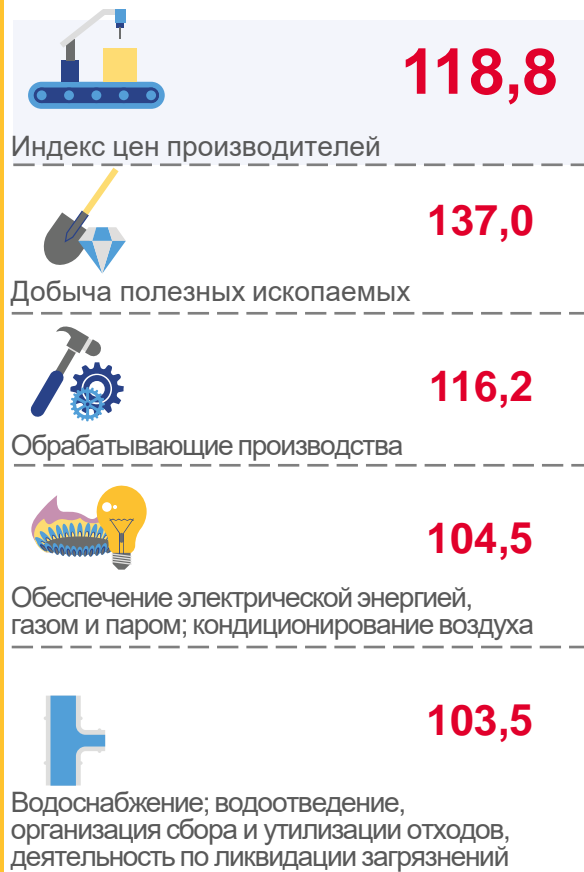 118,8
Индекс цен производителей
137,0
Добыча полезных ископаемых
116,2
Обрабатывающие производства
104,5
Обеспечение электрической энергией,
газом и паром; кондиционирование воздуха
103,5
Водоснабжение; водоотведение,
организация сбора и утилизации отходов,
деятельность по ликвидации загрязнений